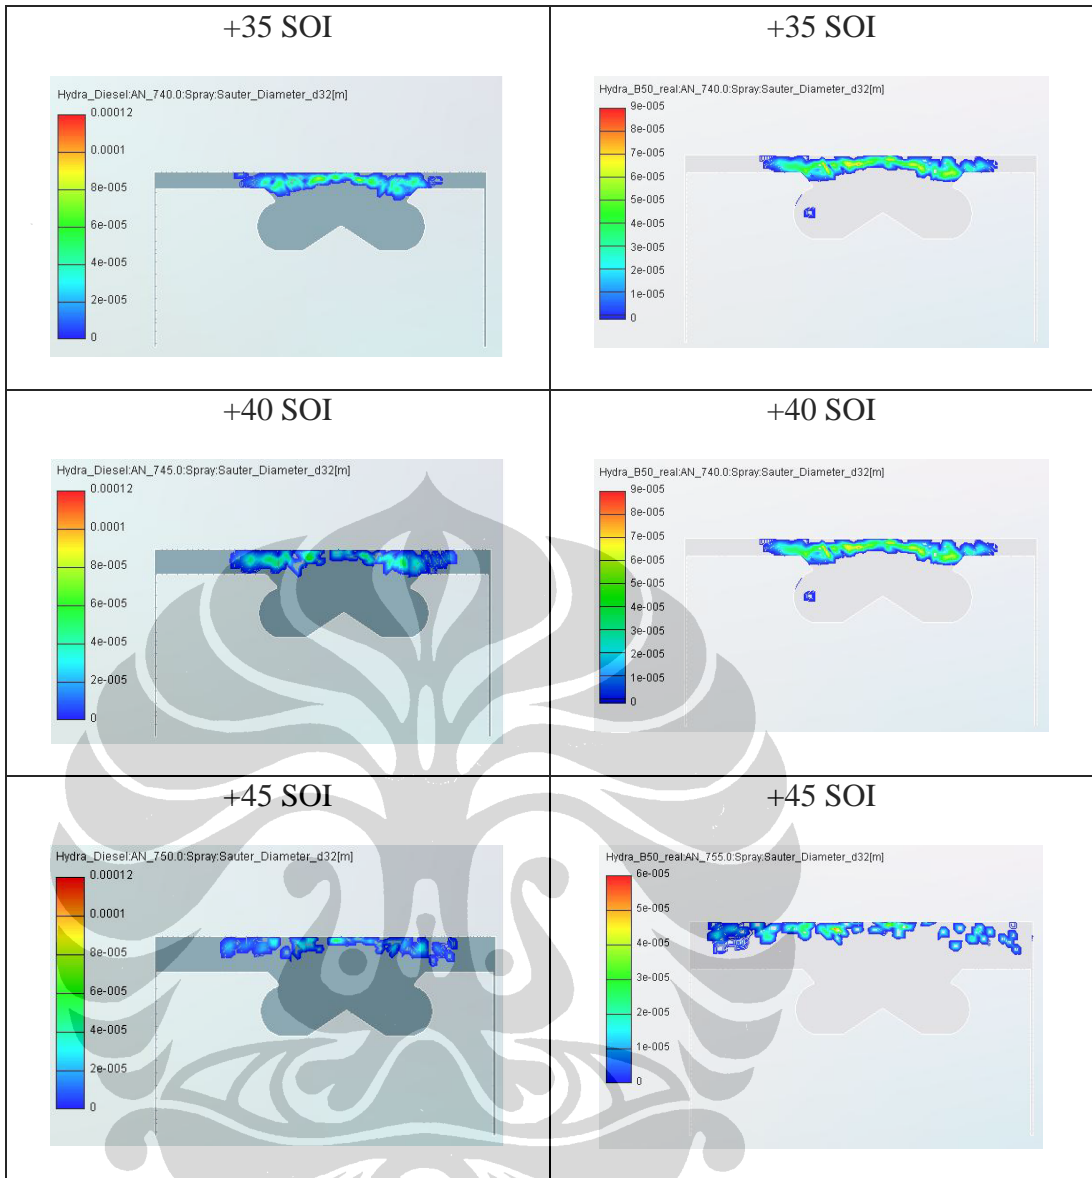 +35 SOI
Hydra_Diesel:AN_740.0:Spray:Sauter_Diameter_d32[m]
0.00012
0.0001
8e-005
6e-005
4e-005
2e-005
0
+35 SOI
Hydra_B50_real:AN_740.0:Spray:Sauter_Diameter_d32[m]
9e-005
8e-005
7e-005
6e-005
5e-005
4e-005
3e-005
2e-005
1e-005
0
+40 SOI
Hydra_Diesel:AN_745.0:Spray:Sauter_Diameter_d32[m]
0.00012
0.0001
8e-005
6e-005
4e-005
2e-005
0
+40 SOI
Hydra_B50_real:AN_740.0:Spray:Sauter_Diameter_d32[m]
9e-005
8e-005
7e-005
6e-005
5e-005
4e-005
3e-005
2e-005
1e-005
0
+45 SOI
Hydra_Diesel:AN_750.0:Spray:Sauter_Diameter_d32[m]
0.00012
0.0001
8e-005
6e-005
4e-005
2e-005
0
+45 SOI
Hydra_B50_real:AN_755.0:Spray:Sauter_Diameter_d32[m]
6e-005
5e-005
4e-005
3e-005
2e-005
1e-005
0